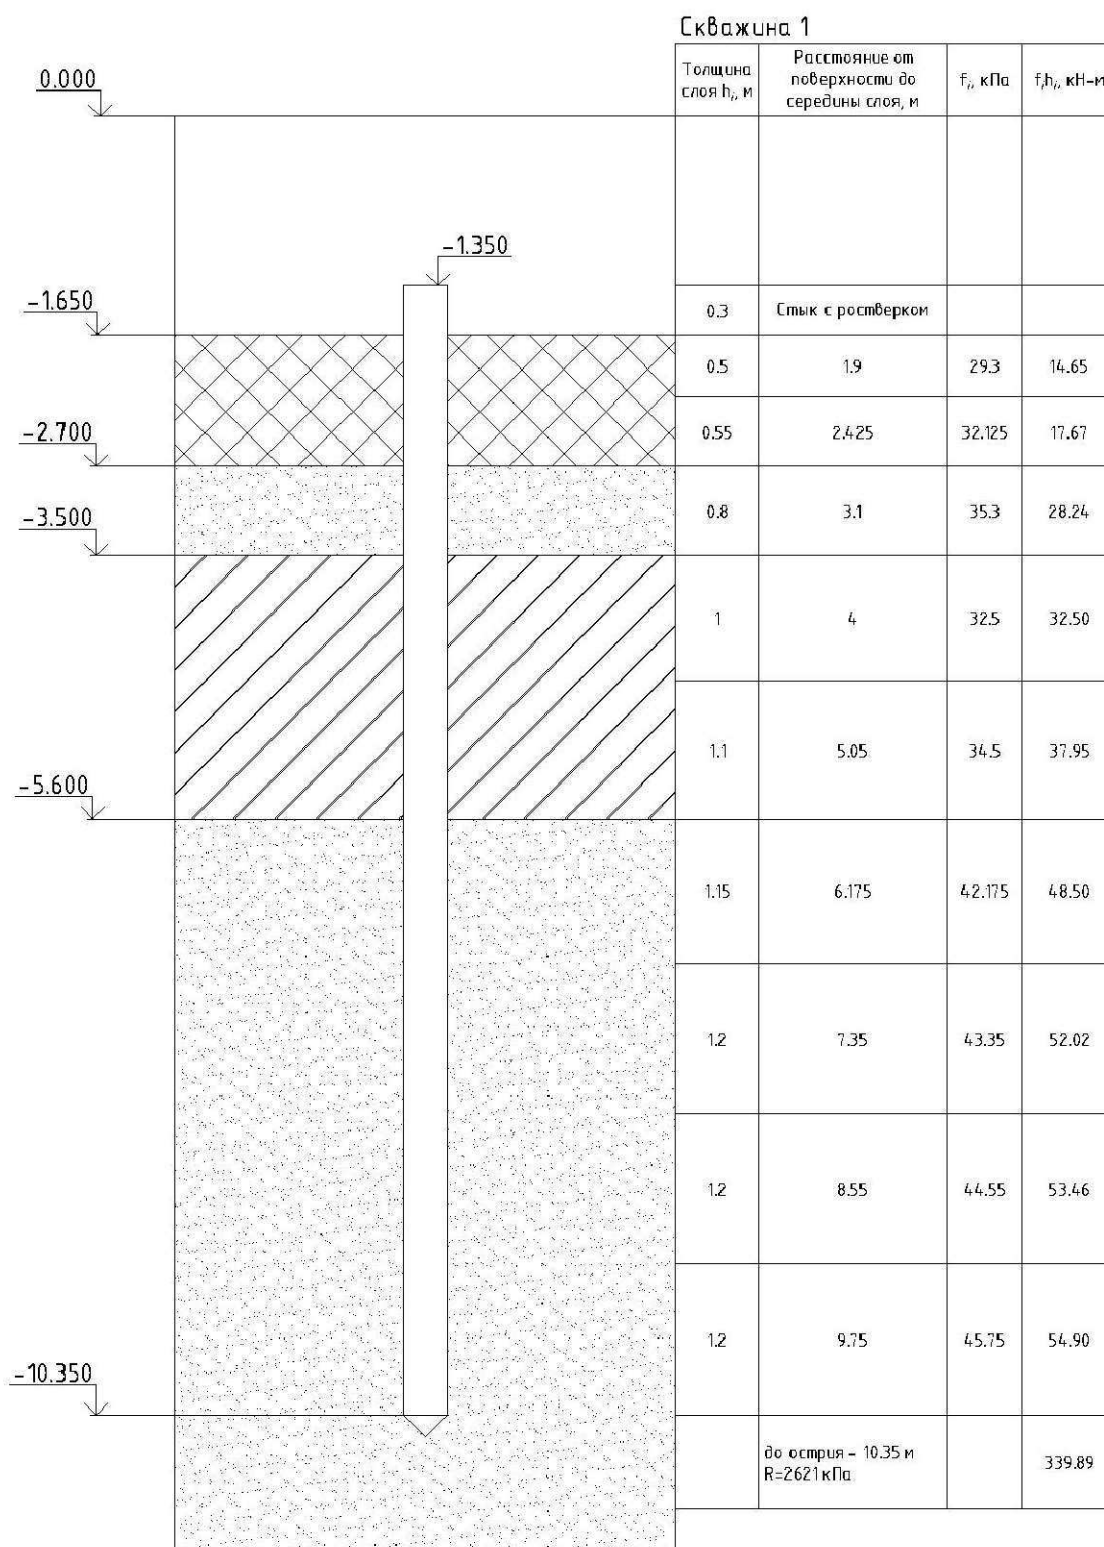 Скважина 1
Толщина слоя hᵢ, м
Расстояние от поверхности до середины слоя, м
fᵢ, кПа
fᵢhᵢ, кН-м
0.000
-1.350
-1.650
0.3 Стык с ростверком
0.5 1.9 29.3 14.65
-2.700
0.55 2.425 32.125 17.67
-3.500
0.8 3.1 35.3 28.24
1 4 32.5 32.50
1.1 5.05 34.5 37.95
-5.600
1.15 6.175 42.175 48.50
1.2 7.35 43.35 52.02
1.2 8.55 44.55 53.46
1.2 9.75 45.75 54.90
-10.350
до острия - 10.35 м
R=2621 кПа
339.89